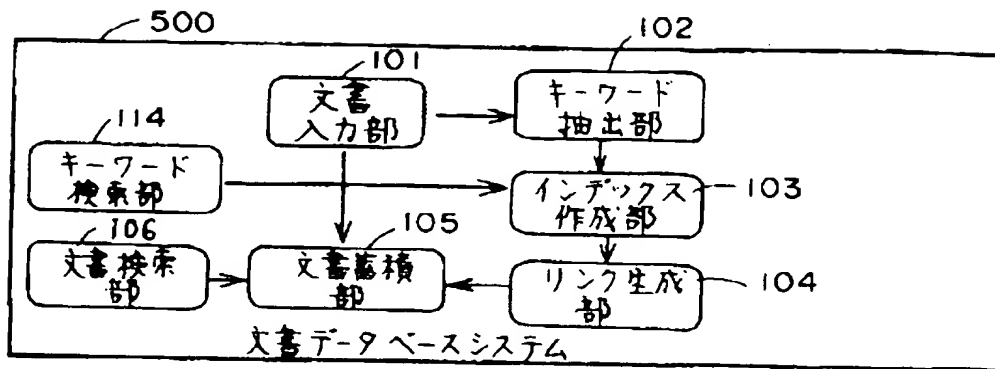 500
102
101
文書
入力部
キーワード
抽出部
114
キーワード
検索部
インデックス
作成部
103
106
文書検索
部
105
文書蓄積
部
リンク生成
部
104
文書データベースシステム